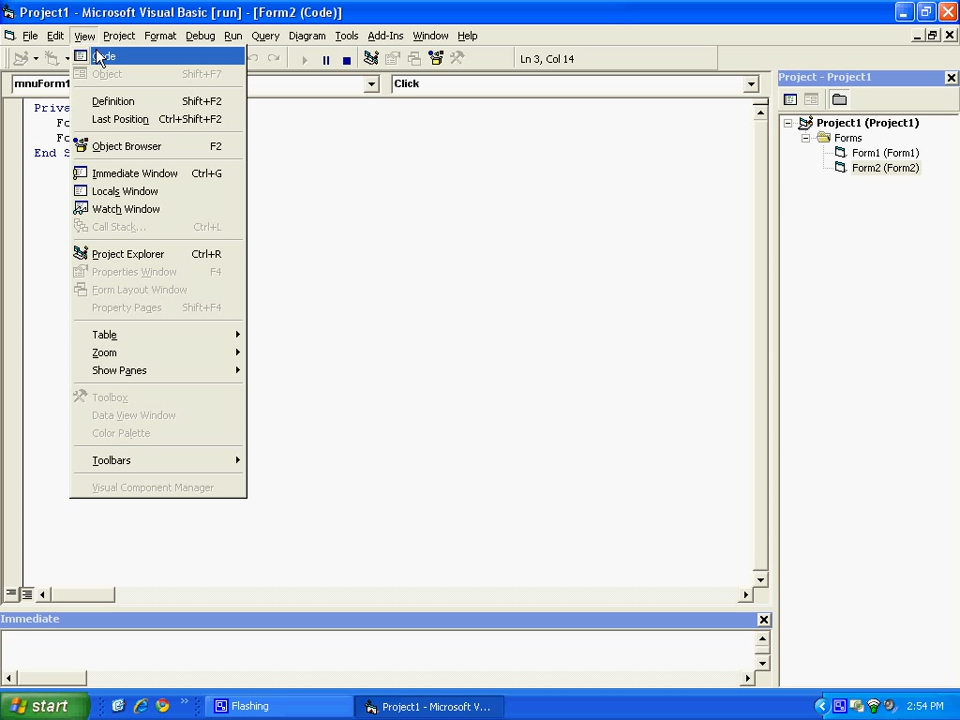 Project1 - Microsoft Visual Basic [run] - [Form2 (Code)]
File Edit View Project Format Debug Run Query Diagram Tools Add-Ins Window Help
Ln 3, Col 14
mnuForm1
Click
Code
Object Shift+F7
Definition Shift+F2
Last Position Ctrl+Shift+F2
Object Browser F2
Immediate Window Ctrl+G
Locals Window
Watch Window
Call Stack... Ctrl+L
Project Explorer Ctrl+R
Properties Window F4
Form Layout Window
Property Pages Shift+F4
Table
Zoom
Show Panes
Toolbox
Data View Window
Color Palette
Toolbars
Visual Component Manager
Priva
Fo
Fo
End S
Project - Project1
Project1 (Project1)
Forms
Form1 (Form1)
Form2 (Form2)
Immediate
start
Flashing
Project1 - Microsoft V...
2:54 PM